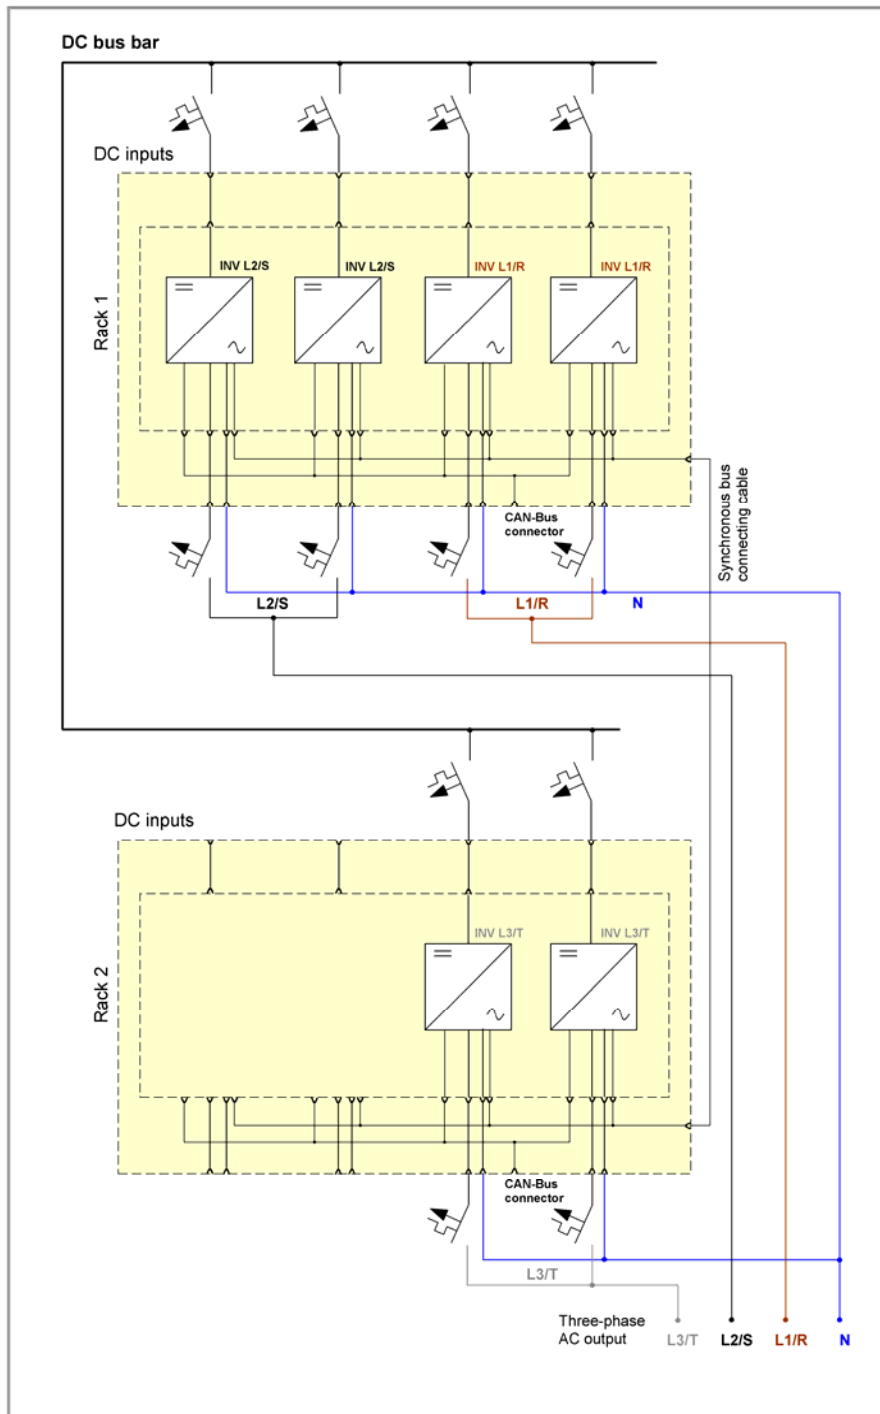 DC bus bar
DC inputs
INV L2/S
INV L2/S
INV L1/R
INV L1/R
Rack 1
CAN-Bus
connector
Synchronous bus
connecting cable
L2/S
L1/R
N
DC inputs
INV L3/T
INV L3/T
Rack 2
CAN-Bus
connector
L3/T
Three-phase
AC output
L3/T
L2/S
L1/R
N